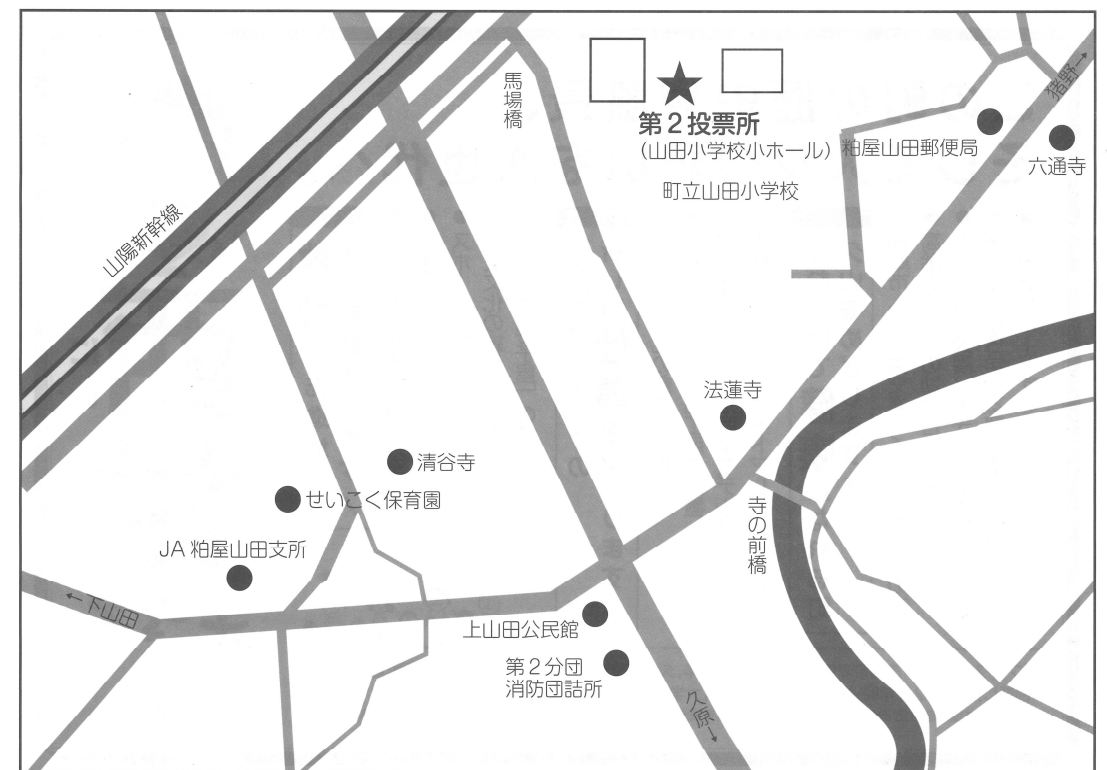 馬場橋
第2投票所
(山田小学校小ホール)
町立山田小学校
粕屋山田郵便局
猪野→
六通寺
山陽新幹線
法蓮寺
清谷寺
せいこく保育園
寺の前橋
JA 粕屋山田支所
←下山田
上山田公民館
第2分団
消防団詰所
久原→